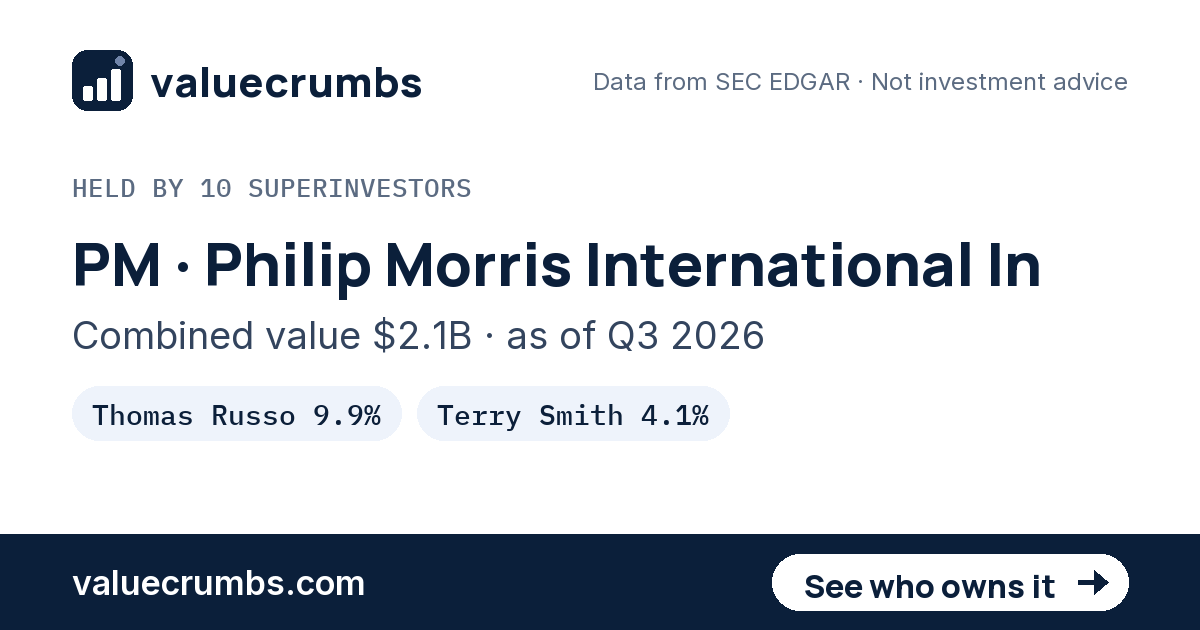 valuecrumbs
Data from SEC EDGAR · Not investment advice
HELD BY 10 SUPERINVESTORS
PM · Philip Morris International In
Combined value $2.1B · as of Q3 2026
Thomas Russo 9.9%
Terry Smith 4.1%
valuecrumbs.com
See who owns it →